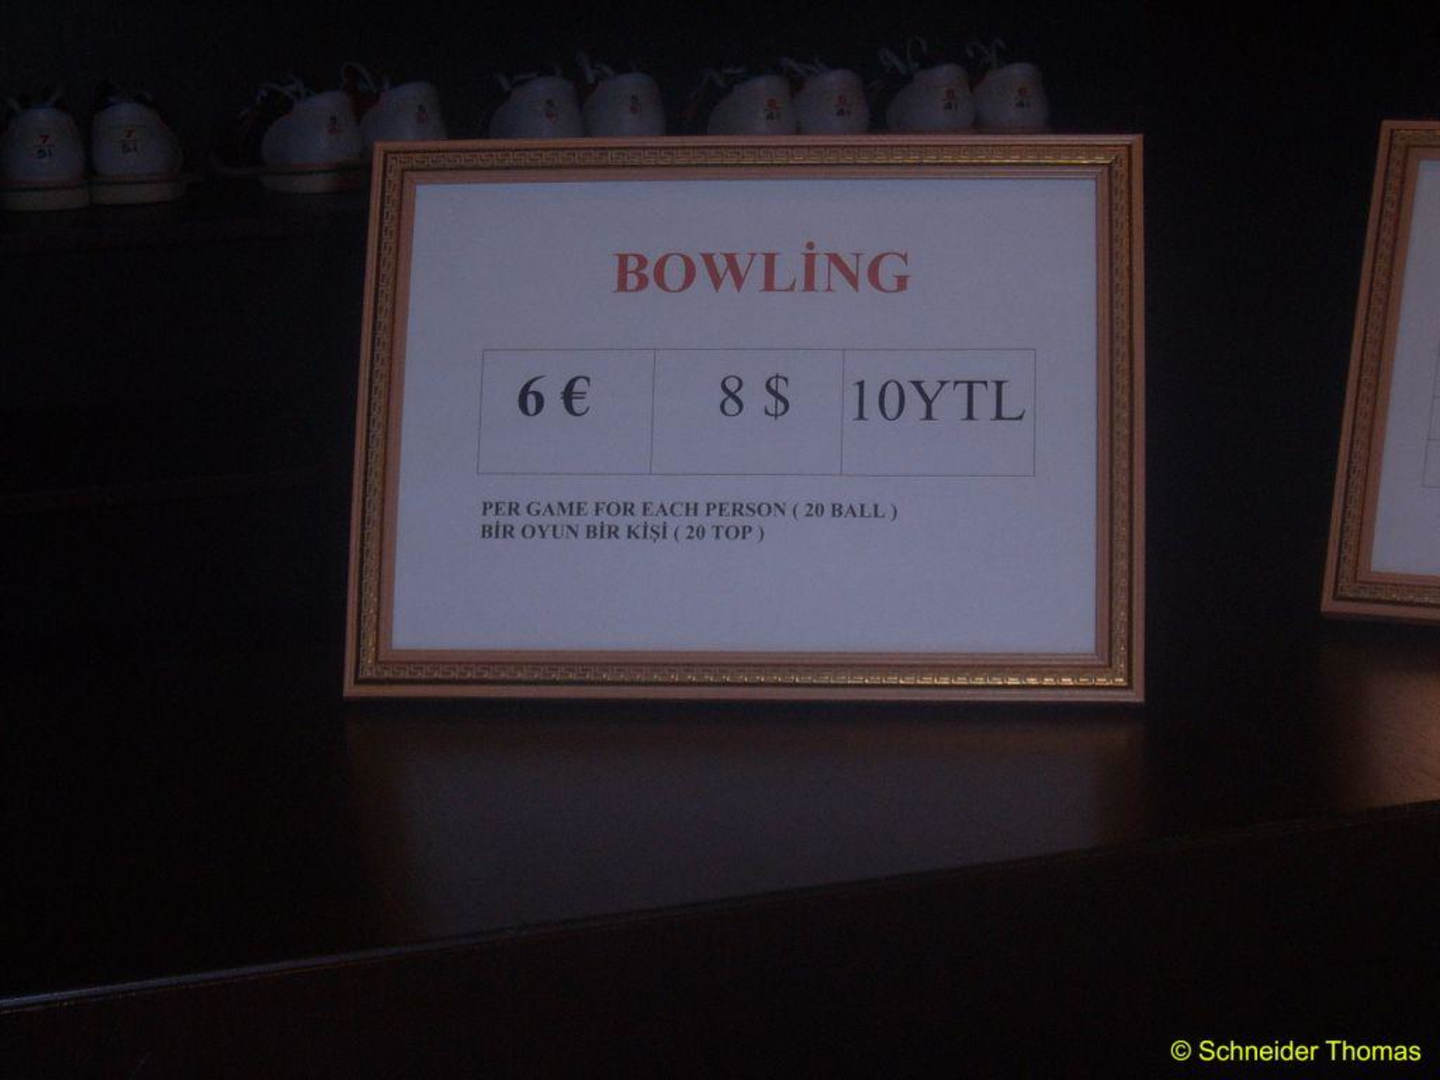 BOWLİNG
6 € 8 $ 10YTL
PER GAME FOR EACH PERSON ( 20 BALL )
BİR OYUN BİR KİŞİ ( 20 TOP )
© Schneider Thomas